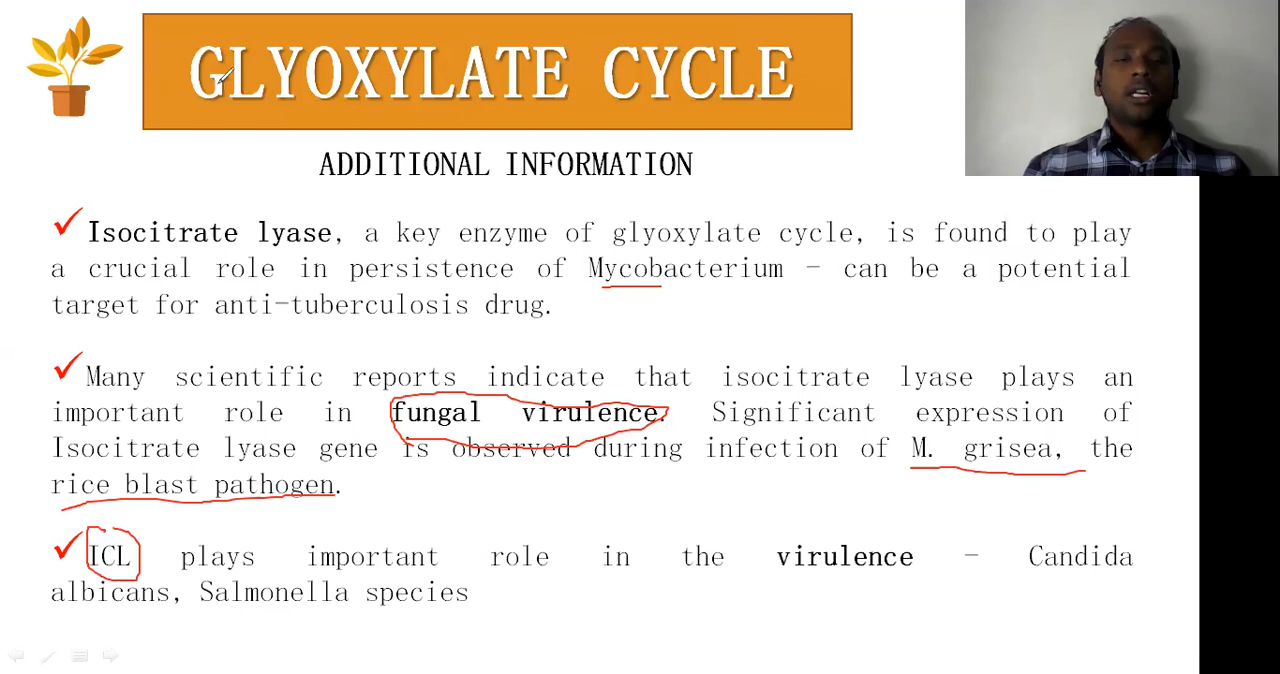 GLYOXYLATE CYCLE
ADDITIONAL INFORMATION
Isocitrate lyase, a key enzyme of glyoxylate cycle, is found to play
a crucial role in persistence of Mycobacterium – can be a potential
target for anti-tuberculosis drug.
Many scientific reports indicate that isocitrate lyase plays an
important role in fungal virulence. Significant expression of
Isocitrate lyase gene is observed during infection of M. grisea, the
rice blast pathogen.
ICL plays important role in the virulence – Candida
albicans, Salmonella species